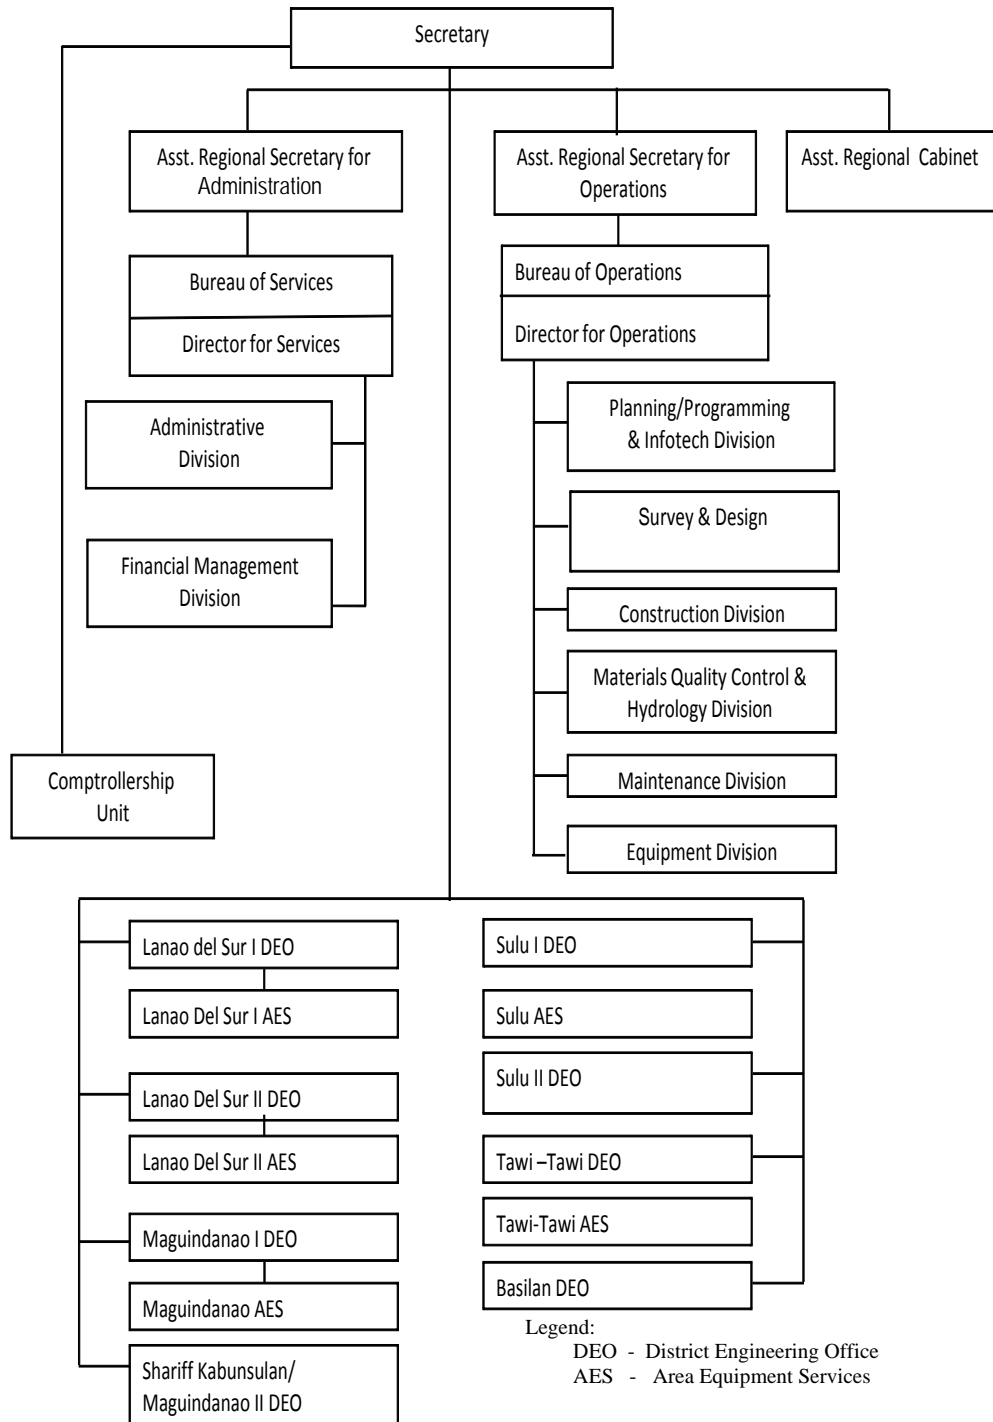 Secretary
Asst. Regional Secretary for
Administration
Asst. Regional Secretary for
Operations
Asst. Regional Cabinet
Bureau of Services
Director for Services
Bureau of Operations
Director for Operations
Administrative
Division
Financial Management
Division
Planning/Programming
& Infotech Division
Survey & Design
Construction Division
Materials Quality Control &
Hydrology Division
Maintenance Division
Equipment Division
Comptrollership
Unit
Lanao del Sur I DEO
Lanao Del Sur I AES
Lanao Del Sur II DEO
Lanao Del Sur II AES
Maguindanao I DEO
Maguindanao AES
Shariff Kabunsulan/
Maguindanao II DEO
Sulu I DEO
Sulu AES
Sulu II DEO
Tawi –Tawi DEO
Tawi-Tawi AES
Basilan DEO
Legend:
DEO - District Engineering Office
AES - Area Equipment Services